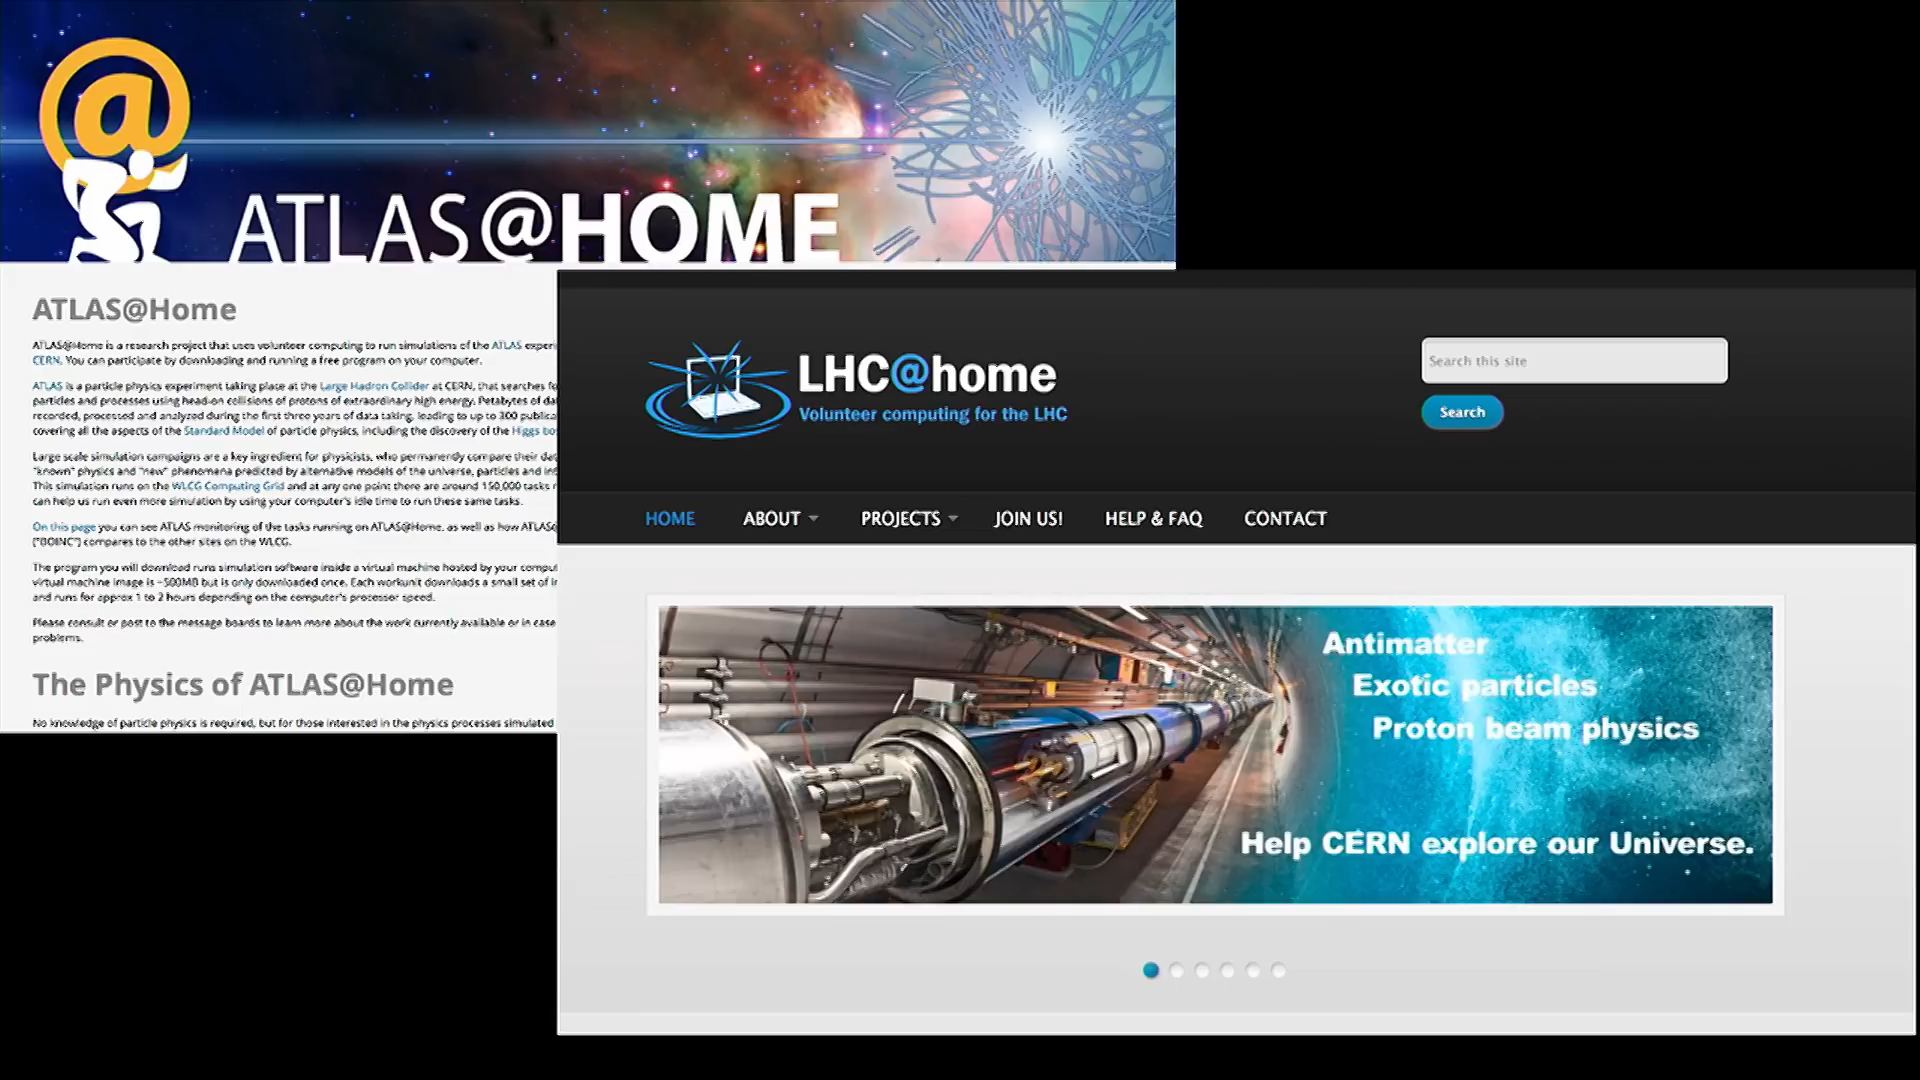 ATLAS@HOME
ATLAS@Home
ATLAS@Home is a research project that uses volunteer computing to run simulations of the ATLAS
CERN. You can participate by downloading and running a free program on your computer.
ATLAS is a particle physics experiment taking place at the Large Hadron Collider at CERN, that searches
particles and processes using head-on collisions of protons of extraordinary high energy. Petabytes of
recorded, processed and analyzed during the first three years of data taking, leading to up to 300
covering all the aspects of the Standard Model of particle physics, including the discovery of the Higgs
Large scale simulation campaigns are a key ingredient for physicists, who permanently compare their
"known" physics and "new" phenomena predicted by alternative models of the universe, particles and
This simulation runs on the WLCG Computing Grid and at any one point there are around 150,000 tasks
can help us run even more simulation by using your computer's idle time to run these same tasks.
On this page you can see ATLAS monitoring of the tasks running on ATLAS@Home, as well as how
("BOINC") compares to the other sites on the WLCG.
The program you will download runs simulation software inside a virtual machine hosted by your
virtual machine image is ~500MB but is only downloaded once. Each workunit downloads a small set of
and runs for approx 1 to 2 hours depending on the computer's processor speed.
Please consult or post to the message boards to learn more about the work currently available or in case
problems.
The Physics of ATLAS@Home
No knowledge of particle physics is required, but for those interested in the physics processes simulated
LHC@home
Volunteer computing for the LHC
Search this site
Search
HOME ABOUT PROJECTS JOIN US! HELP & FAQ CONTACT
Antimatter
Exotic particles
Proton beam physics
Help CERN explore our Universe.